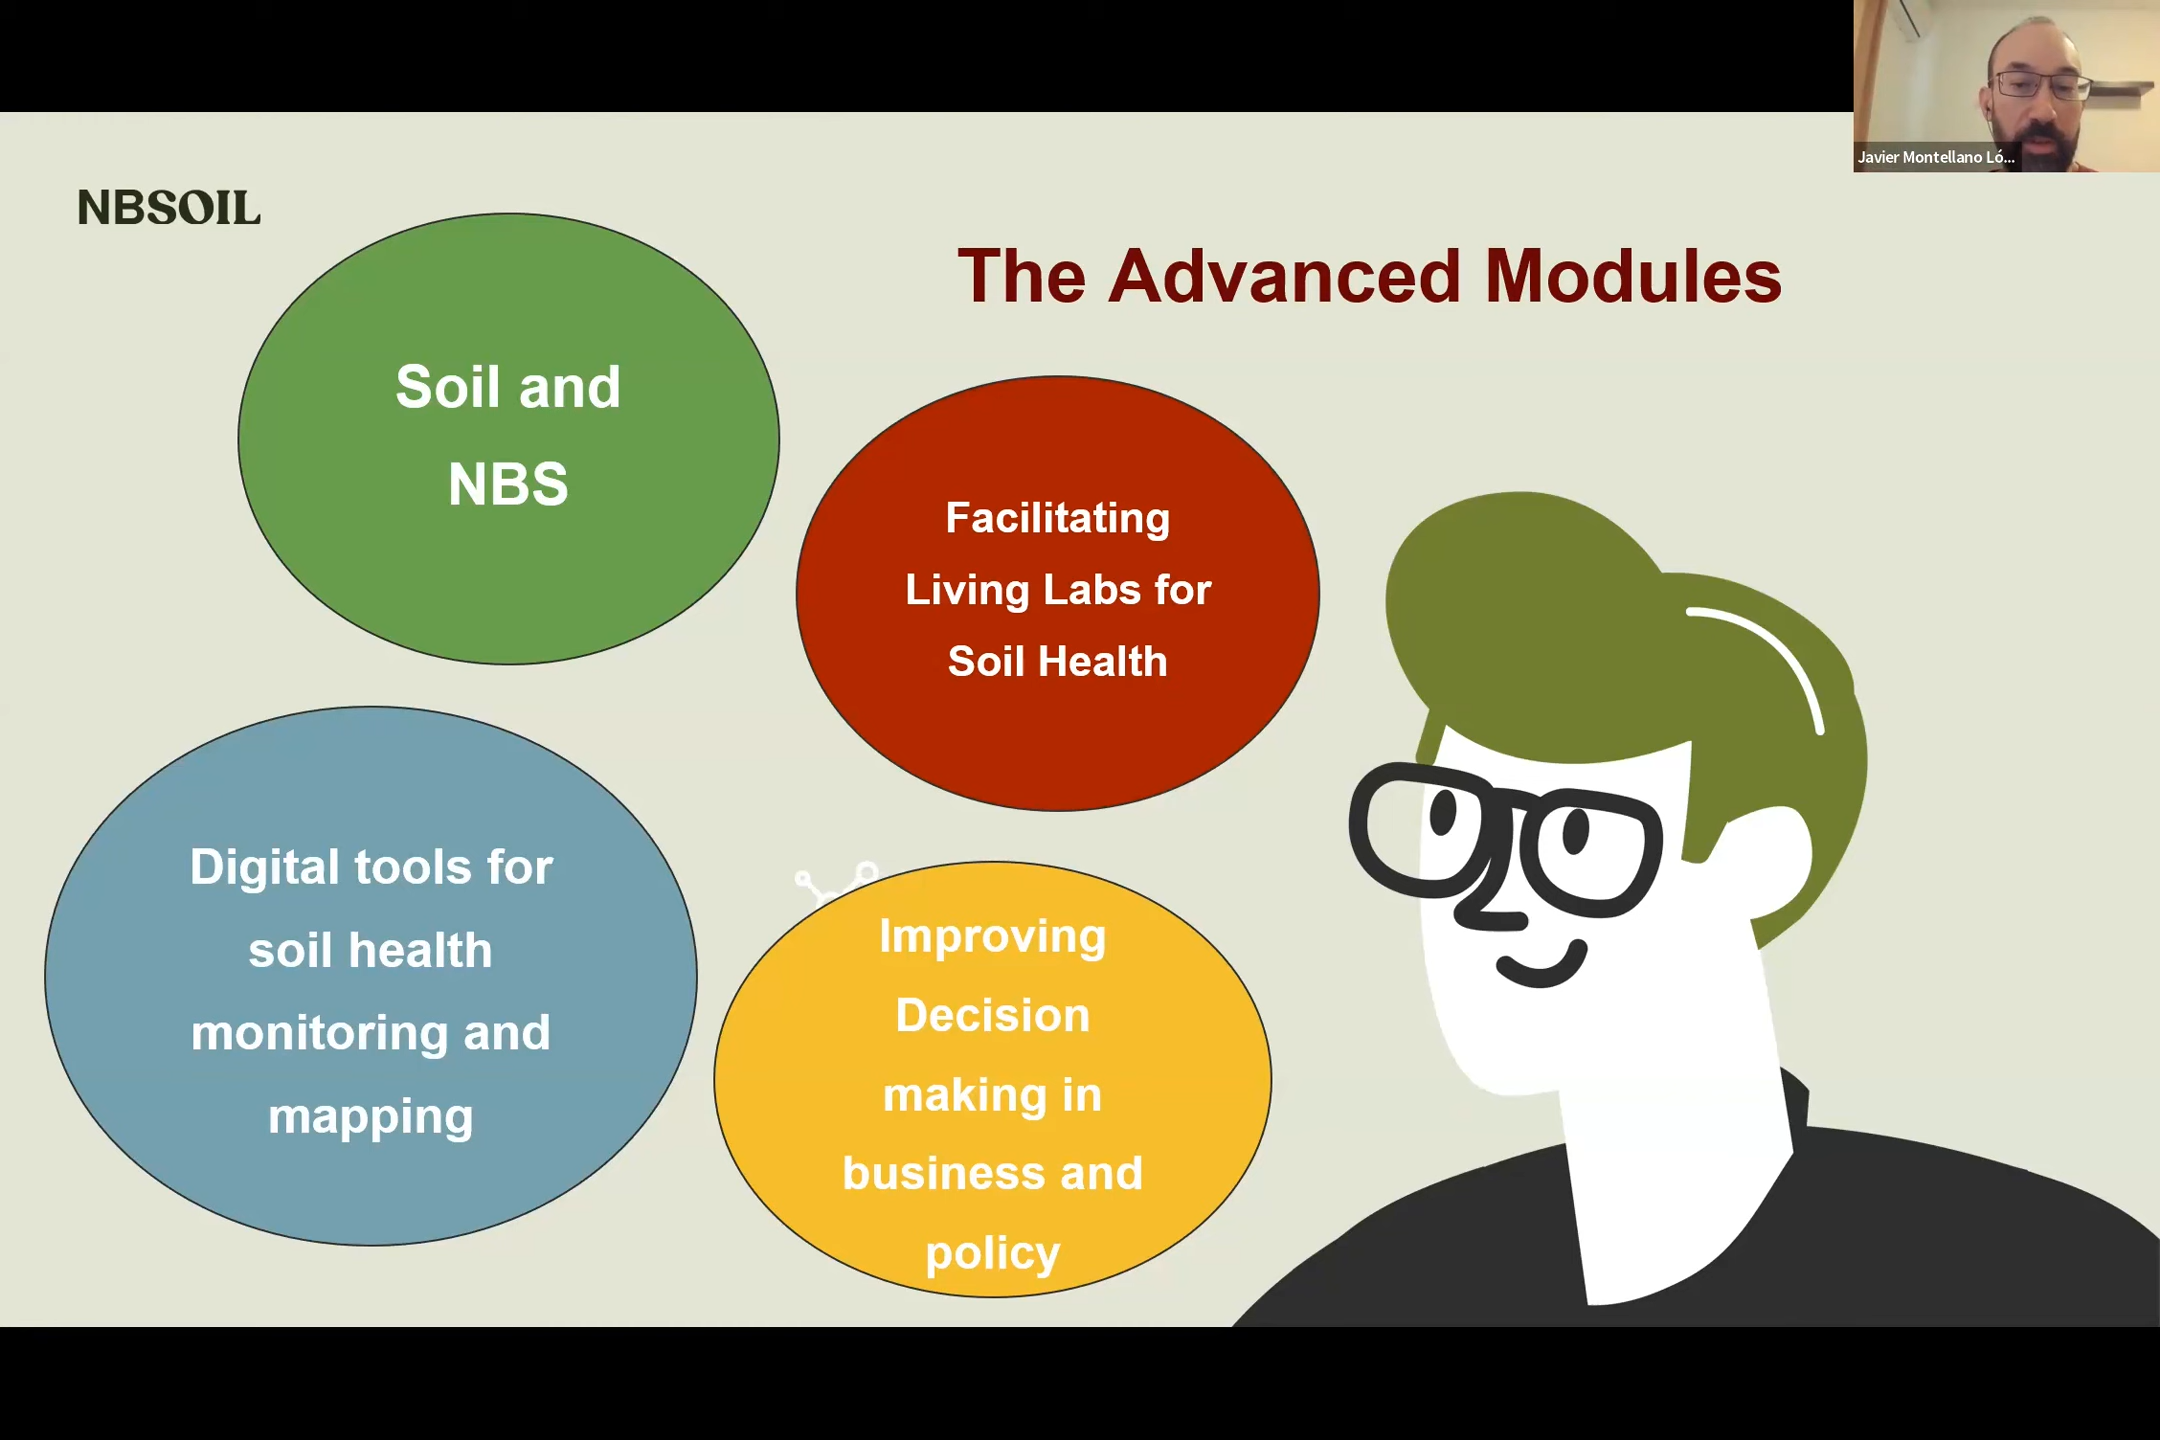 Javier Montellano Ló...
NBSOIL
The Advanced Modules
Soil and
NBS
Facilitating
Living Labs for
Soil Health
Digital tools for
soil health
monitoring and
mapping
Improving
Decision
making in
business and
policy